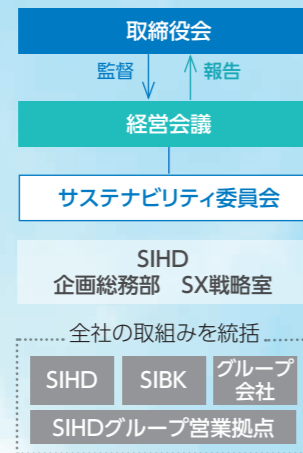 取締役会
監督 報告
経営会議
サステナビリティ委員会
SIHD
企画総務部 SX戦略室
全社の取組みを統括
SIHD SIBK グループ会社
SIHDグループ営業拠点